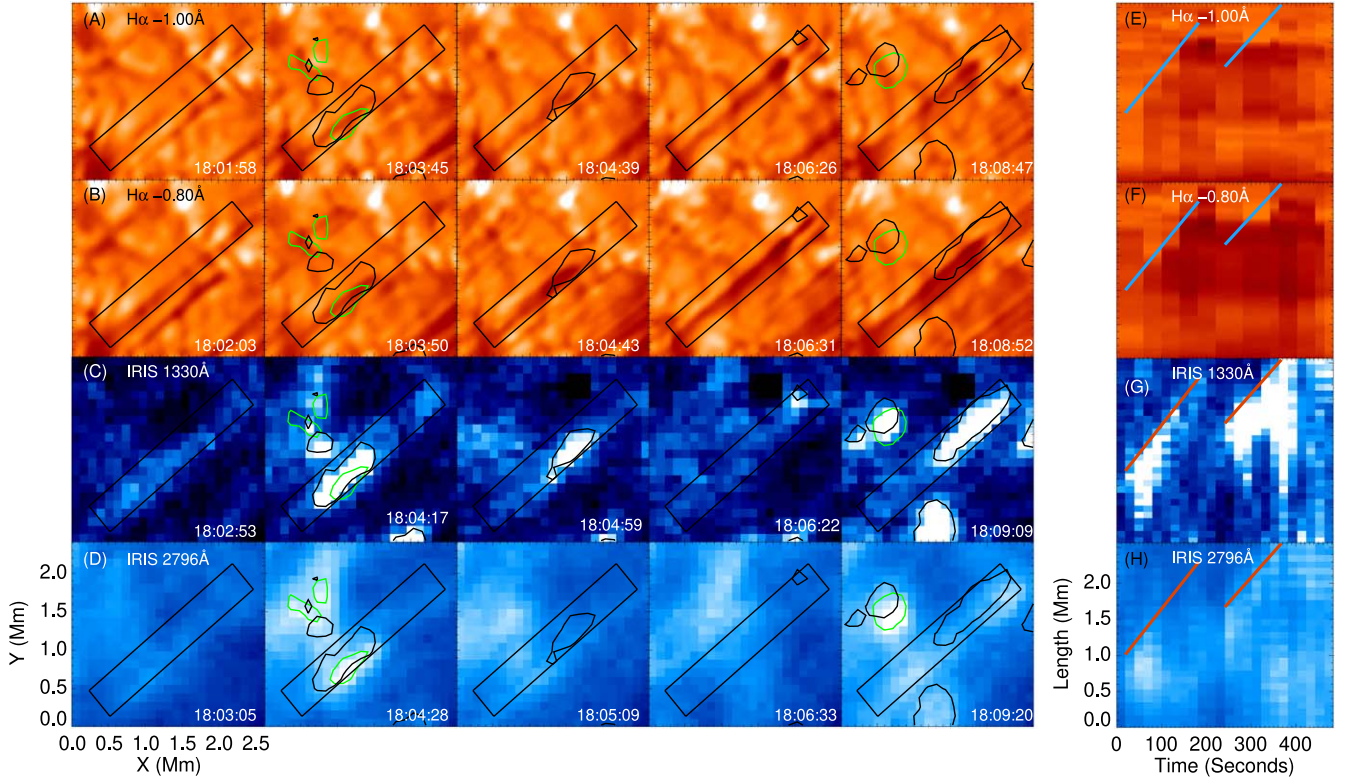 (A) Hα −1.00Å
18:01:58
18:03:45
18:04:39
18:06:26
18:08:47
(B) Hα −0.80Å
18:02:03
18:03:50
18:04:43
18:06:31
18:08:52
(C) IRIS 1330Å
18:02:53
18:04:17
18:04:59
18:06:22
18:09:09
(D) IRIS 2796Å
18:03:05
18:04:28
18:05:09
18:06:33
18:09:20
2.0
1.5
1.0
0.5
0.0
Y (Mm)
0.0 0.5 1.0 1.5 2.0 2.5
X (Mm)
(E) Hα −1.00Å
(F) Hα −0.80Å
(G) IRIS 1330Å
(H) IRIS 2796Å
2.0
1.5
1.0
0.5
0.0
Length (Mm)
0 100 200 300 400
Time (Seconds)